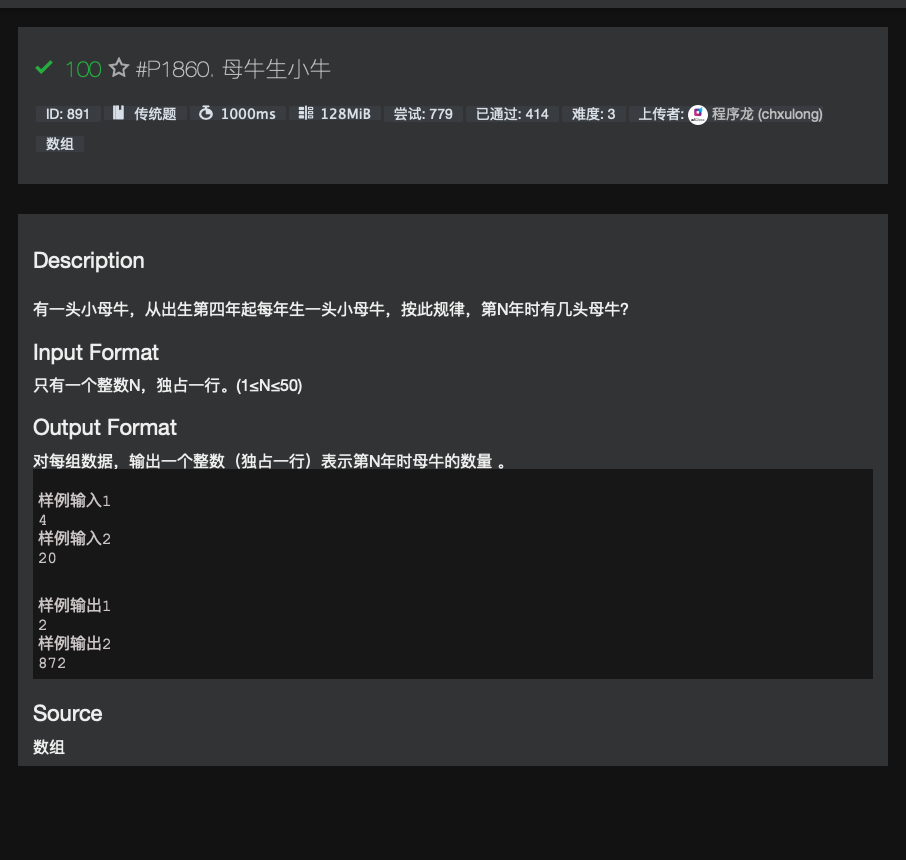 100 #P1860. 母牛生小牛
ID: 891 传统题 1000ms 128MiB 尝试: 779 已通过: 414 难度: 3 上传者: 程序龙 (chxulong)
数组
Description
有一头小母牛，从出生第四年起每年生一头小母牛，按此规律，第N年时有几头母牛?
Input Format
只有一个整数N，独占一行。(1≤N≤50)
Output Format
对每组数据，输出一个整数（独占一行）表示第N年时母牛的数量 。
样例输入1
4
样例输入2
20
样例输出1
2
样例输出2
872
Source
数组